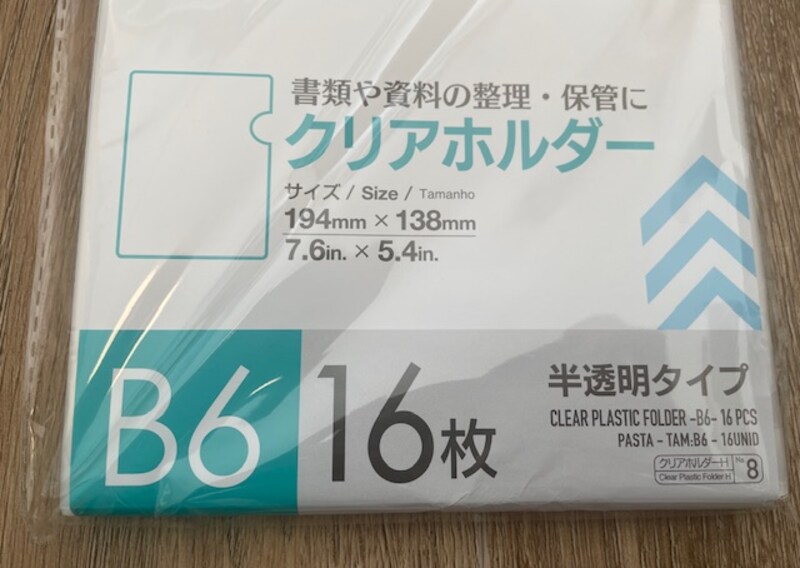 書類や資料の整理・保管に
クリアホルダー
サイズ / Size / Tamanho
194mm × 138mm
7.6in. × 5.4in.
B6 16枚
半透明タイプ
CLEAR PLASTIC FOLDER -B6- 16 PCS
PASTA - TAM:B6 - 16UNID
クリアホルダーH No. 8
Clear Plastic Folder H